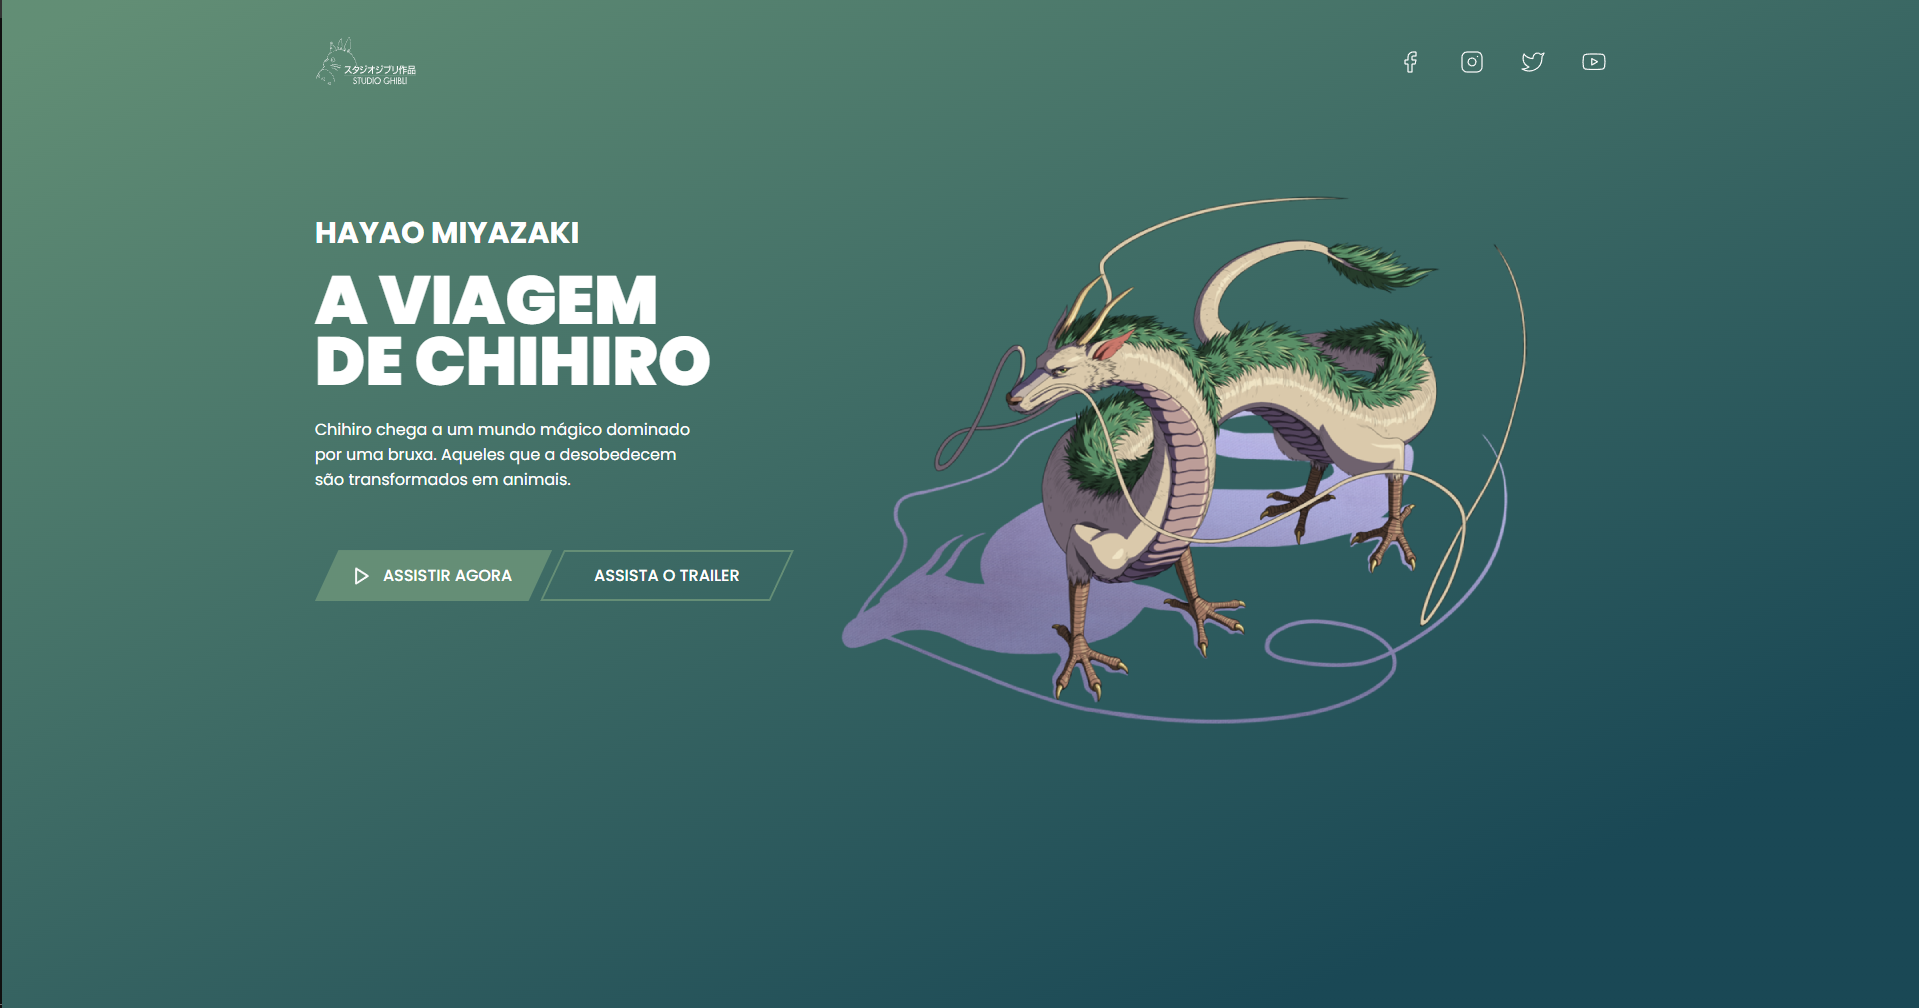 スタジオジブリ作品
STUDIO GHIBLI
HAYAO MIYAZAKI
A VIAGEM
DE CHIHIRO
Chihiro chega a um mundo mágico dominado
por uma bruxa. Aqueles que a desobedecem
são transformados em animais.
ASSISTIR AGORA
ASSISTA O TRAILER